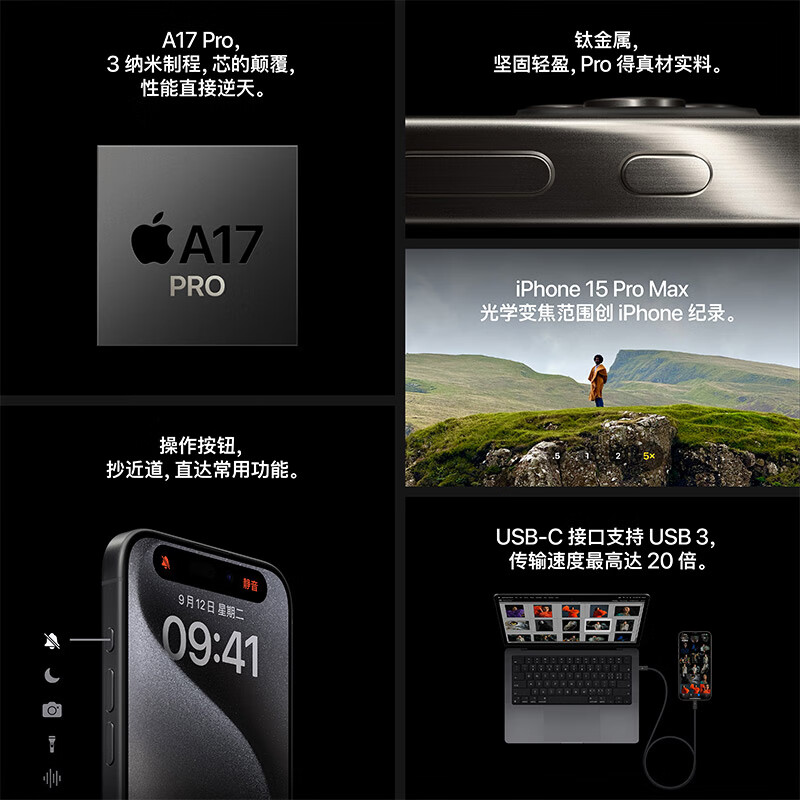 A17 Pro,
3 纳米制程, 芯的颠覆,
性能直接逆天。
A17
PRO
钛金属,
坚固轻盈, Pro 得真材实料。
iPhone 15 Pro Max
光学变焦范围创 iPhone 纪录。
.5 1 2 5×
操作按钮,
抄近道, 直达常用功能。
静音
9月12日 星期二
09:41
USB-C 接口支持 USB 3,
传输速度最高达 20 倍。